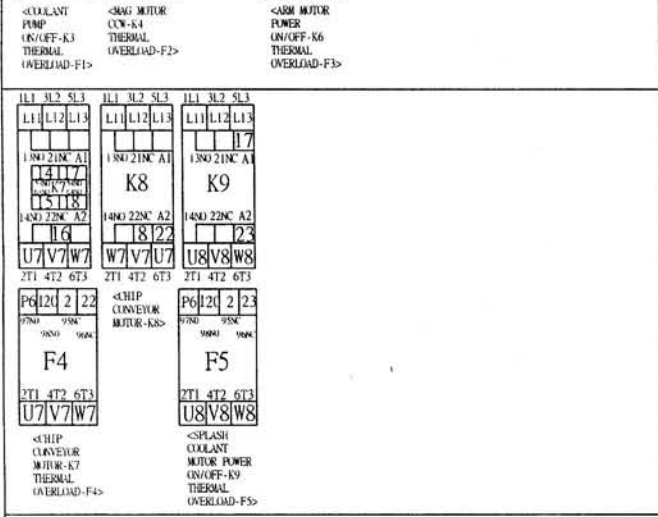 <COOLANT <MAG MOTOR <ARM MOTOR
PUMP CCW-K4 POWER
ON/OFF-K3 THERMAL ON/OFF-K6
THERMAL OVERLOAD-F2> THERMAL
OVERLOAD-F1> OVERLOAD-F3>
1L1 3L2 5L3 1L1 3L2 5L3 1L1 3L2 5L3
L11 L12 L13 L11 L12 L13 L11 L12 L13
17
13NO 21NC A1 13NO 21NC A1 13NO 21NC A1
14 17
K7 K8 K9
15 18
14NO 22NC A2 14NO 22NC A2 14NO 22NC A2
16 8 22 23
U7 V7 W7 W7 V7 U7 U8 V8 W8
2T1 4T2 6T3 2T1 4T2 6T3 2T1 4T2 6T3
P6 120 2 22 <CHIP P6 120 2 23
97NO 95NC CONVEYOR 97NO 95NC
98NO 96NC MOTOR-K8> 98NO 96NC
F4 F5
2T1 4T2 6T3 2T1 4T2 6T3
U7 V7 W7 U8 V8 W8
<CHIP <SPLASH
CONVEYOR COOLANT
MOTOR-K7 MOTOR POWER
THERMAL ON/OFF-K9
OVERLOAD-F4> THERMAL
OVERLOAD-F5>